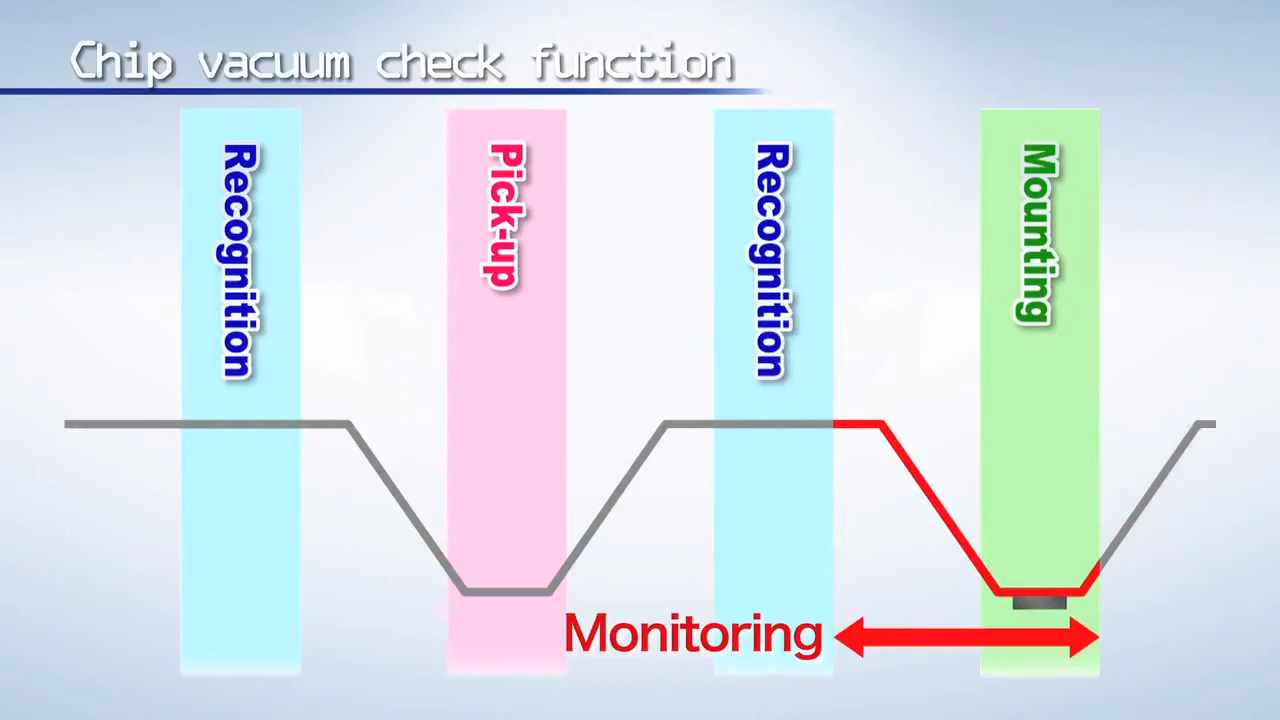 Chip vacuum check function
Recognition
Pick-up
Recognition
Mounting
Monitoring